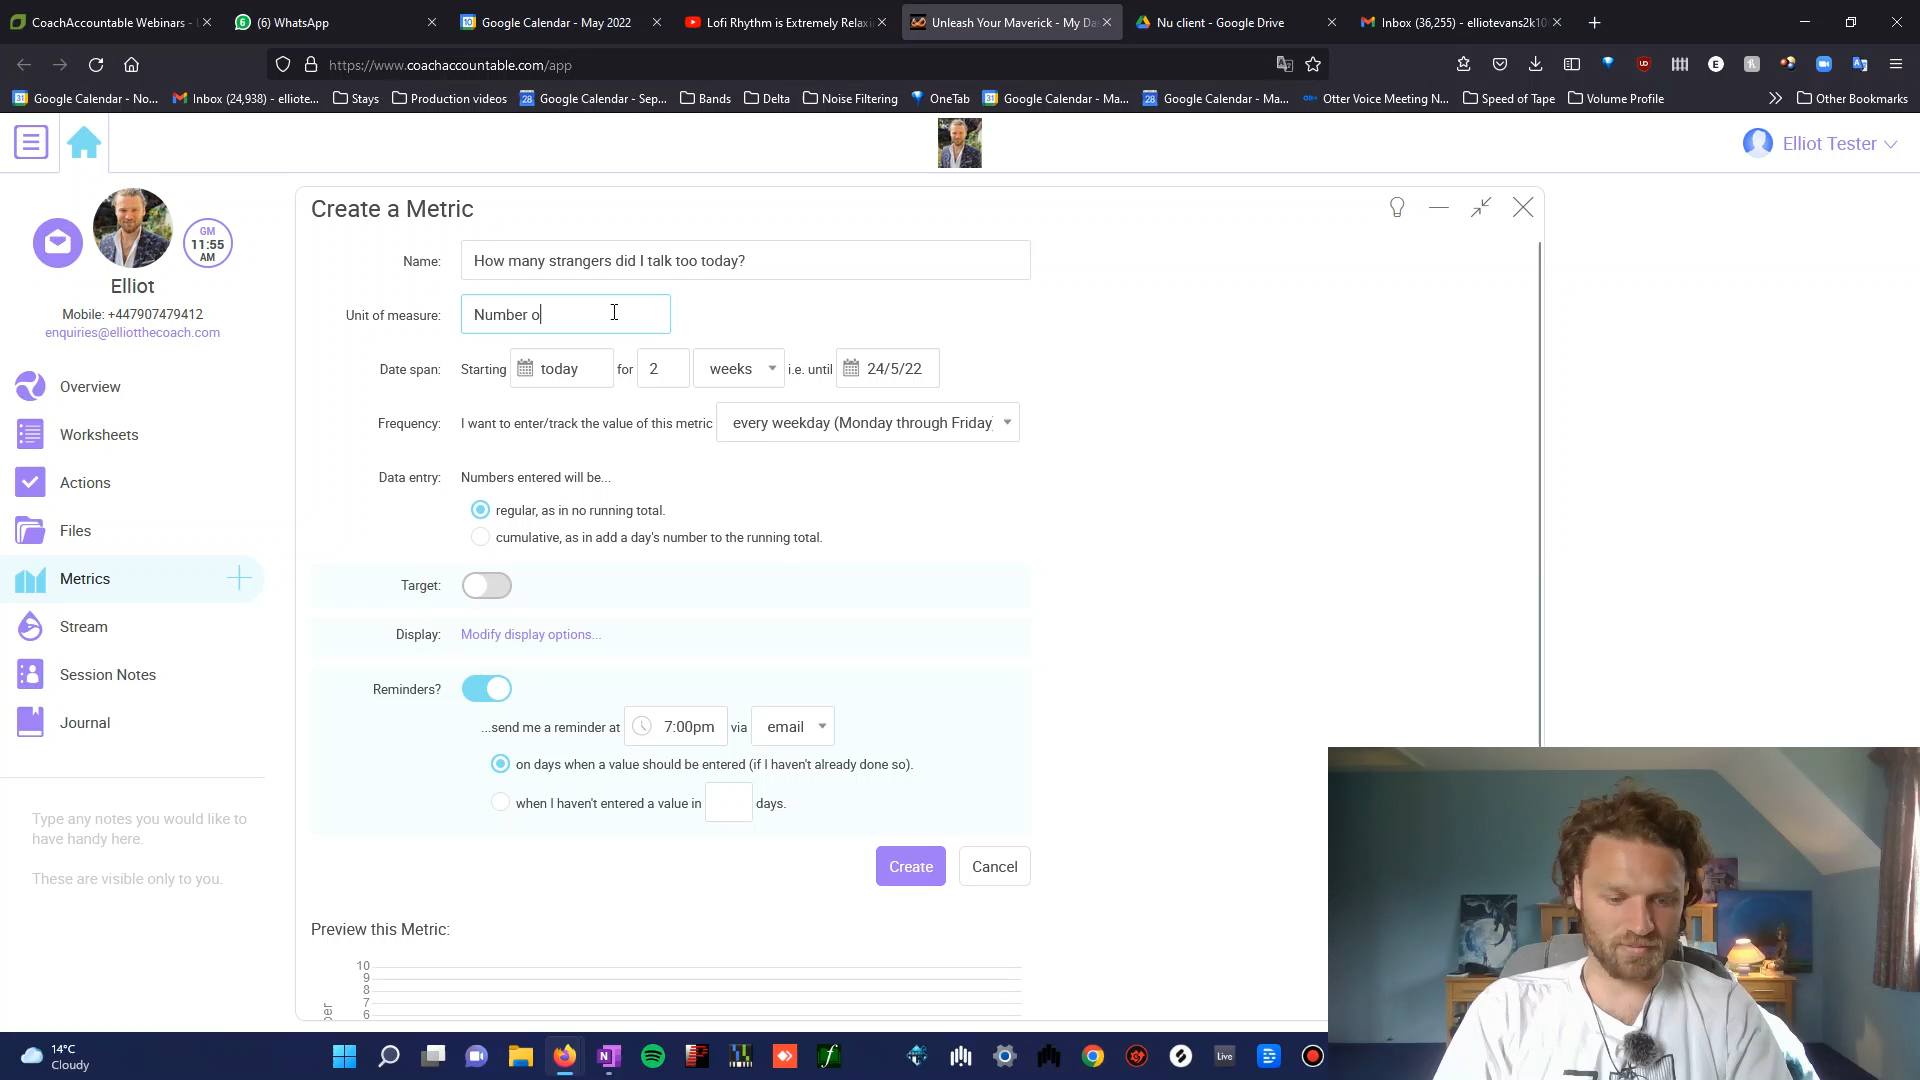 CoachAccountable Webinars -
(6) WhatsApp
Google Calendar - May 2022
Lofi Rhythm is Extremely Relaxi
Unleash Your Maverick - My Da
Nu client - Google Drive
Inbox (36,255) - elliotevans2k10
https://www.coachaccountable.com/app
Google Calendar - No...
Inbox (24,938) - elliote...
Stays
Production videos
Google Calendar - Sep...
Bands
Delta
Noise Filtering
OneTab
Google Calendar - Ma...
Google Calendar - Ma...
Otter Voice Meeting N...
Speed of Tape
Volume Profile
Other Bookmarks
Elliot Tester
GM
11:55
AM
Elliot
Mobile: +447907479412
enquiries@elliotthecoach.com
Overview
Worksheets
Actions
Files
Metrics
Stream
Session Notes
Journal
Type any notes you would like to
have handy here.
These are visible only to you.
Create a Metric
Name: How many strangers did I talk too today?
Unit of measure: Number o
Date span: Starting today for 2 weeks i.e. until 24/5/22
Frequency: I want to enter/track the value of this metric every weekday (Monday through Friday)
Data entry: Numbers entered will be...
regular, as in no running total.
cumulative, as in add a day's number to the running total.
Target:
Display: Modify display options...
Reminders?
...send me a reminder at 7:00pm via email
on days when a value should be entered (if I haven't already done so).
when I haven't entered a value in days.
Create
Cancel
Preview this Metric:
10
9
8
7
6
14°C
Cloudy
Live